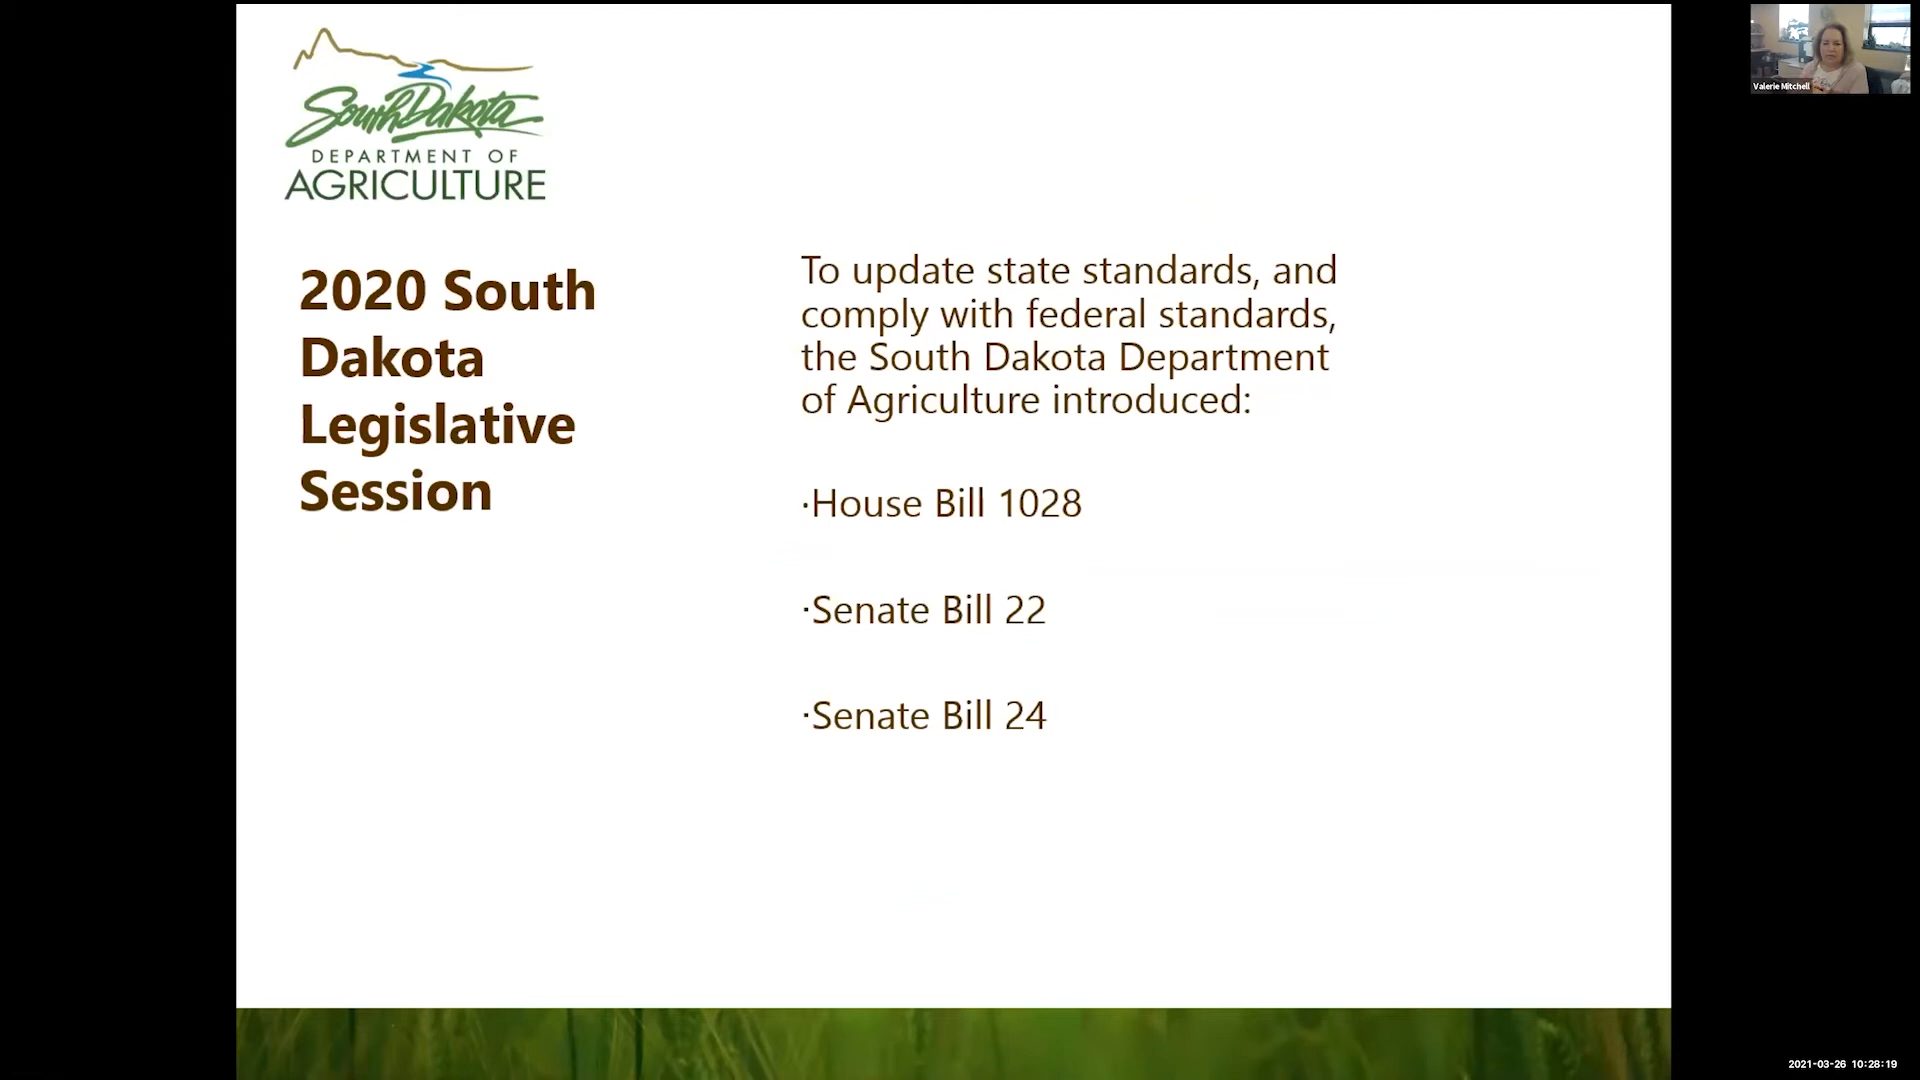 South Dakota
DEPARTMENT OF
AGRICULTURE
2020 South
Dakota
Legislative
Session
To update state standards, and
comply with federal standards,
the South Dakota Department
of Agriculture introduced:
·House Bill 1028
·Senate Bill 22
·Senate Bill 24
Valerie Mitchell
2021-03-26 10:28:19